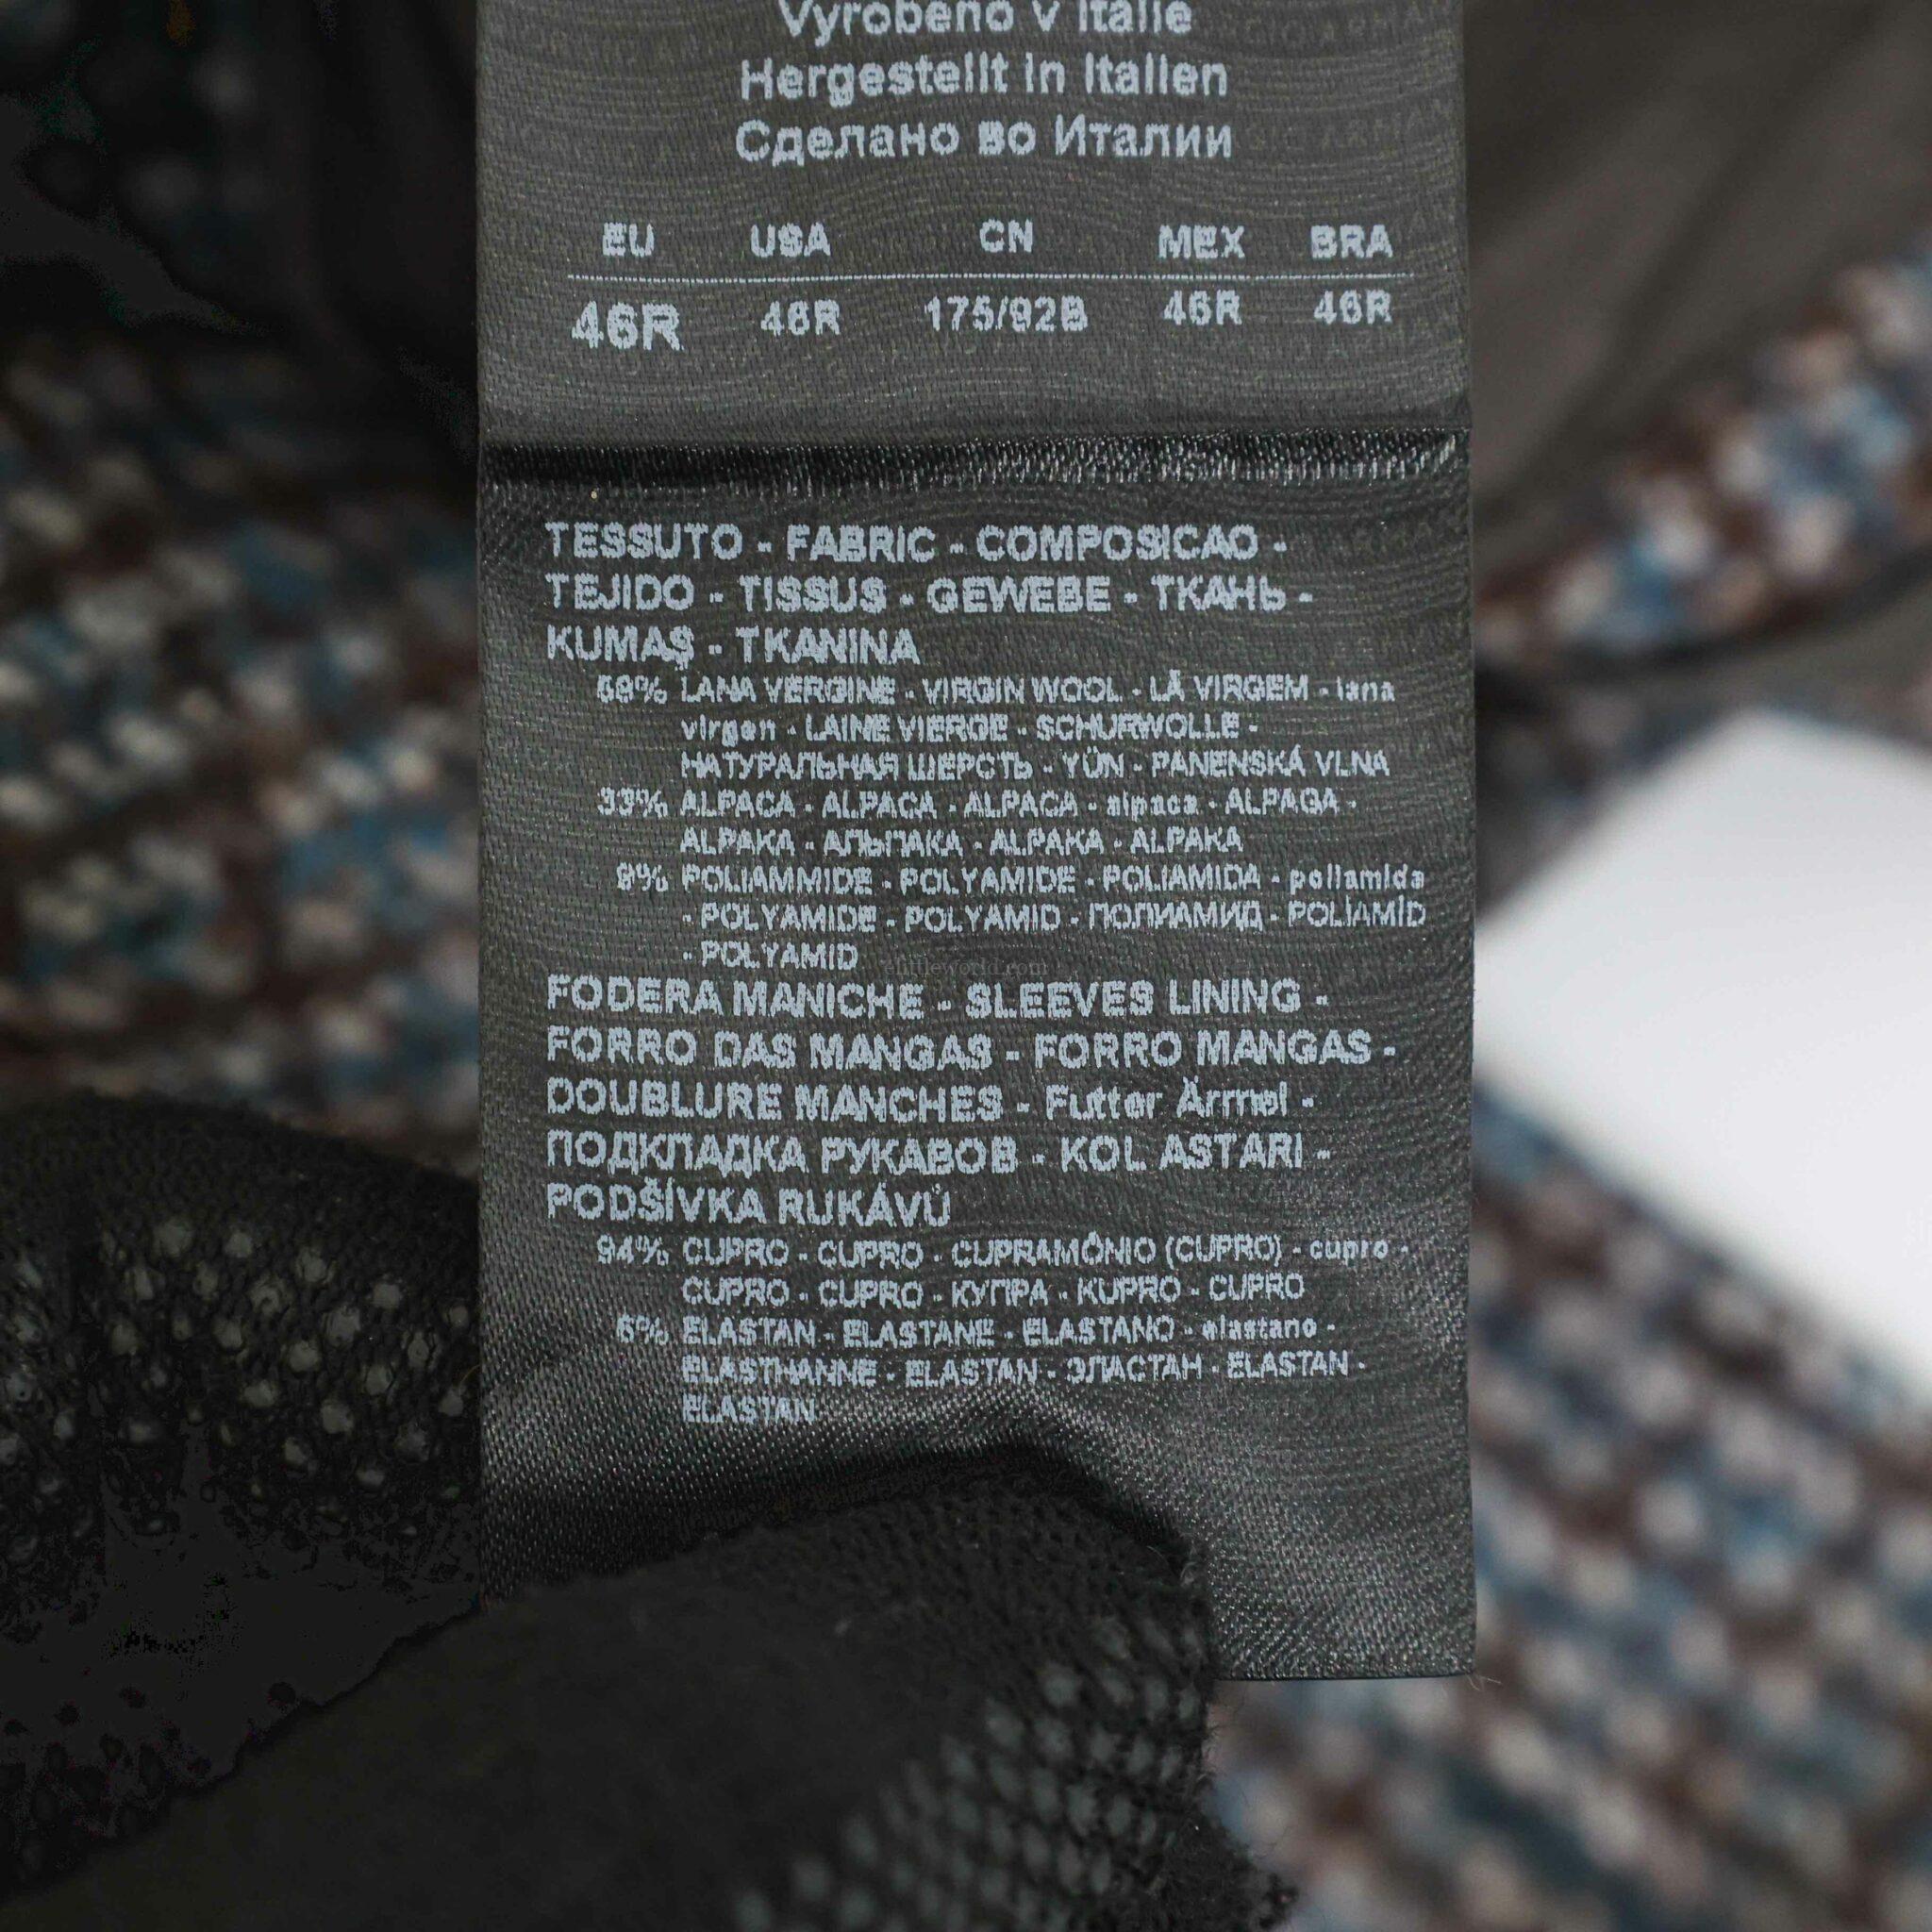 Vyrobeno v Itálie
Hergestellt in Italien
Сделано во Италии
EU USA CN MEX BRA
46R 46R 175/92B 46R 46R
TESSUTO - FABRIC - COMPOSICAO -
TEJIDO - TISSUS - GEWEBE - ТКАНЬ -
KUMAŞ - TKANINA
59% LANA VERGINE - VIRGIN WOOL - LÃ VIRGEM - lana
virgen - LAINE VIERGE - SCHURWOLLE -
НАТУРАЛЬНАЯ ШЕРСТЬ - YÜN - PANENSKÁ VLNA
33% ALPACA - ALPACA - ALPACA - alpaca - ALPAGA -
ALPAKA - АЛЬПАКА - ALPAKA - ALPAKA
8% POLIAMMIDE - POLYAMIDE - POLIAMIDA - poliamida
- POLYAMIDE - POLYAMID - ПОЛИАМИД - POLİAMİD
- POLYAMID
elittleworld.com
FODERA MANICHE - SLEEVES LINING -
FORRO DAS MANGAS - FORRO MANGAS -
DOUBLURE MANCHES - Futter Ärmel -
ПОДКЛАДКА РУКАВОВ - KOL ASTARI -
PODŠÍVKA RUKÁVŮ
94% CUPRO - CUPRO - CUPRAMÔNIO (CUPRO) - cupro -
CUPRO - CUPRO - КУПРА - KUPRO - CUPRO
6% ELASTAN - ELASTANE - ELASTANO - elastano -
ELASTHANNE - ELASTAN - ЭЛАСТАН - ELASTAN -
ELASTAN